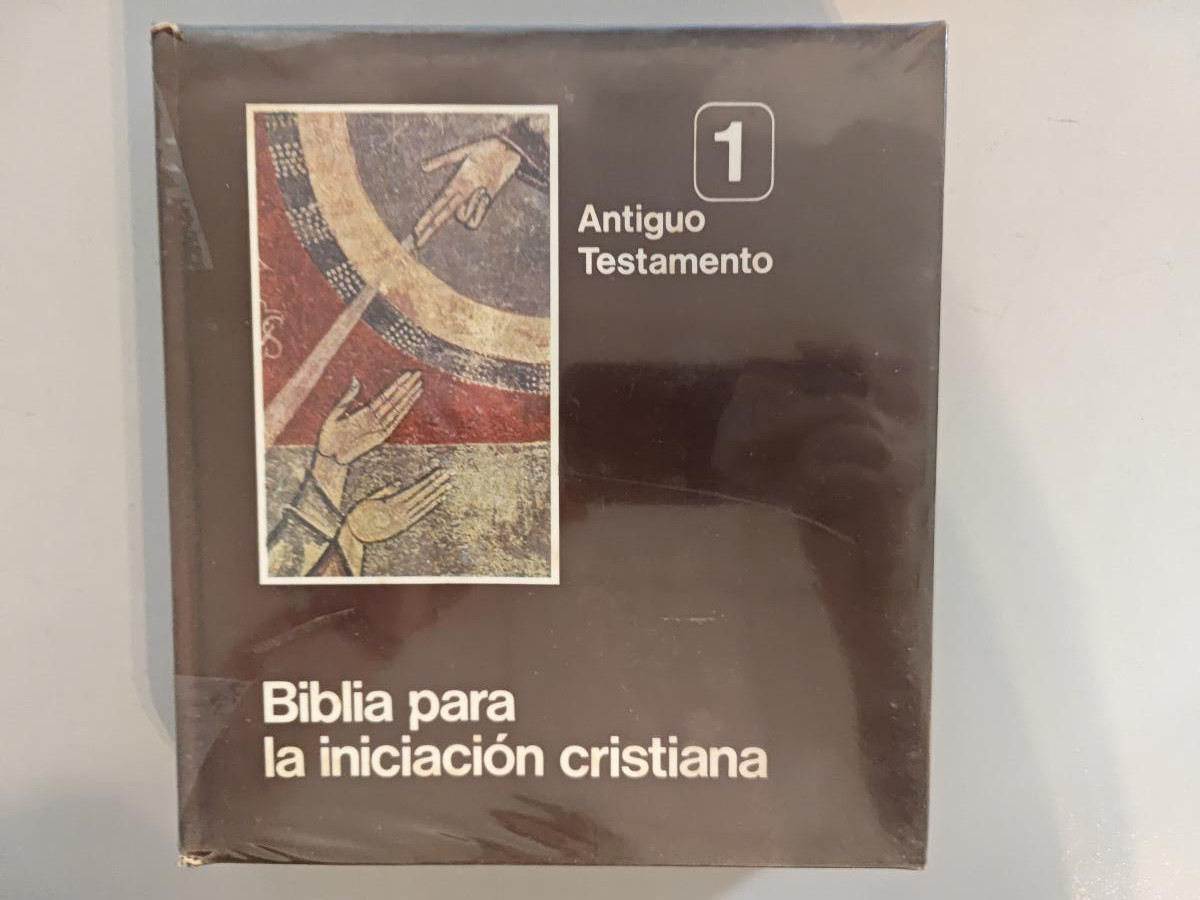 1
Antiguo
Testamento
Biblia para
la iniciación cristiana